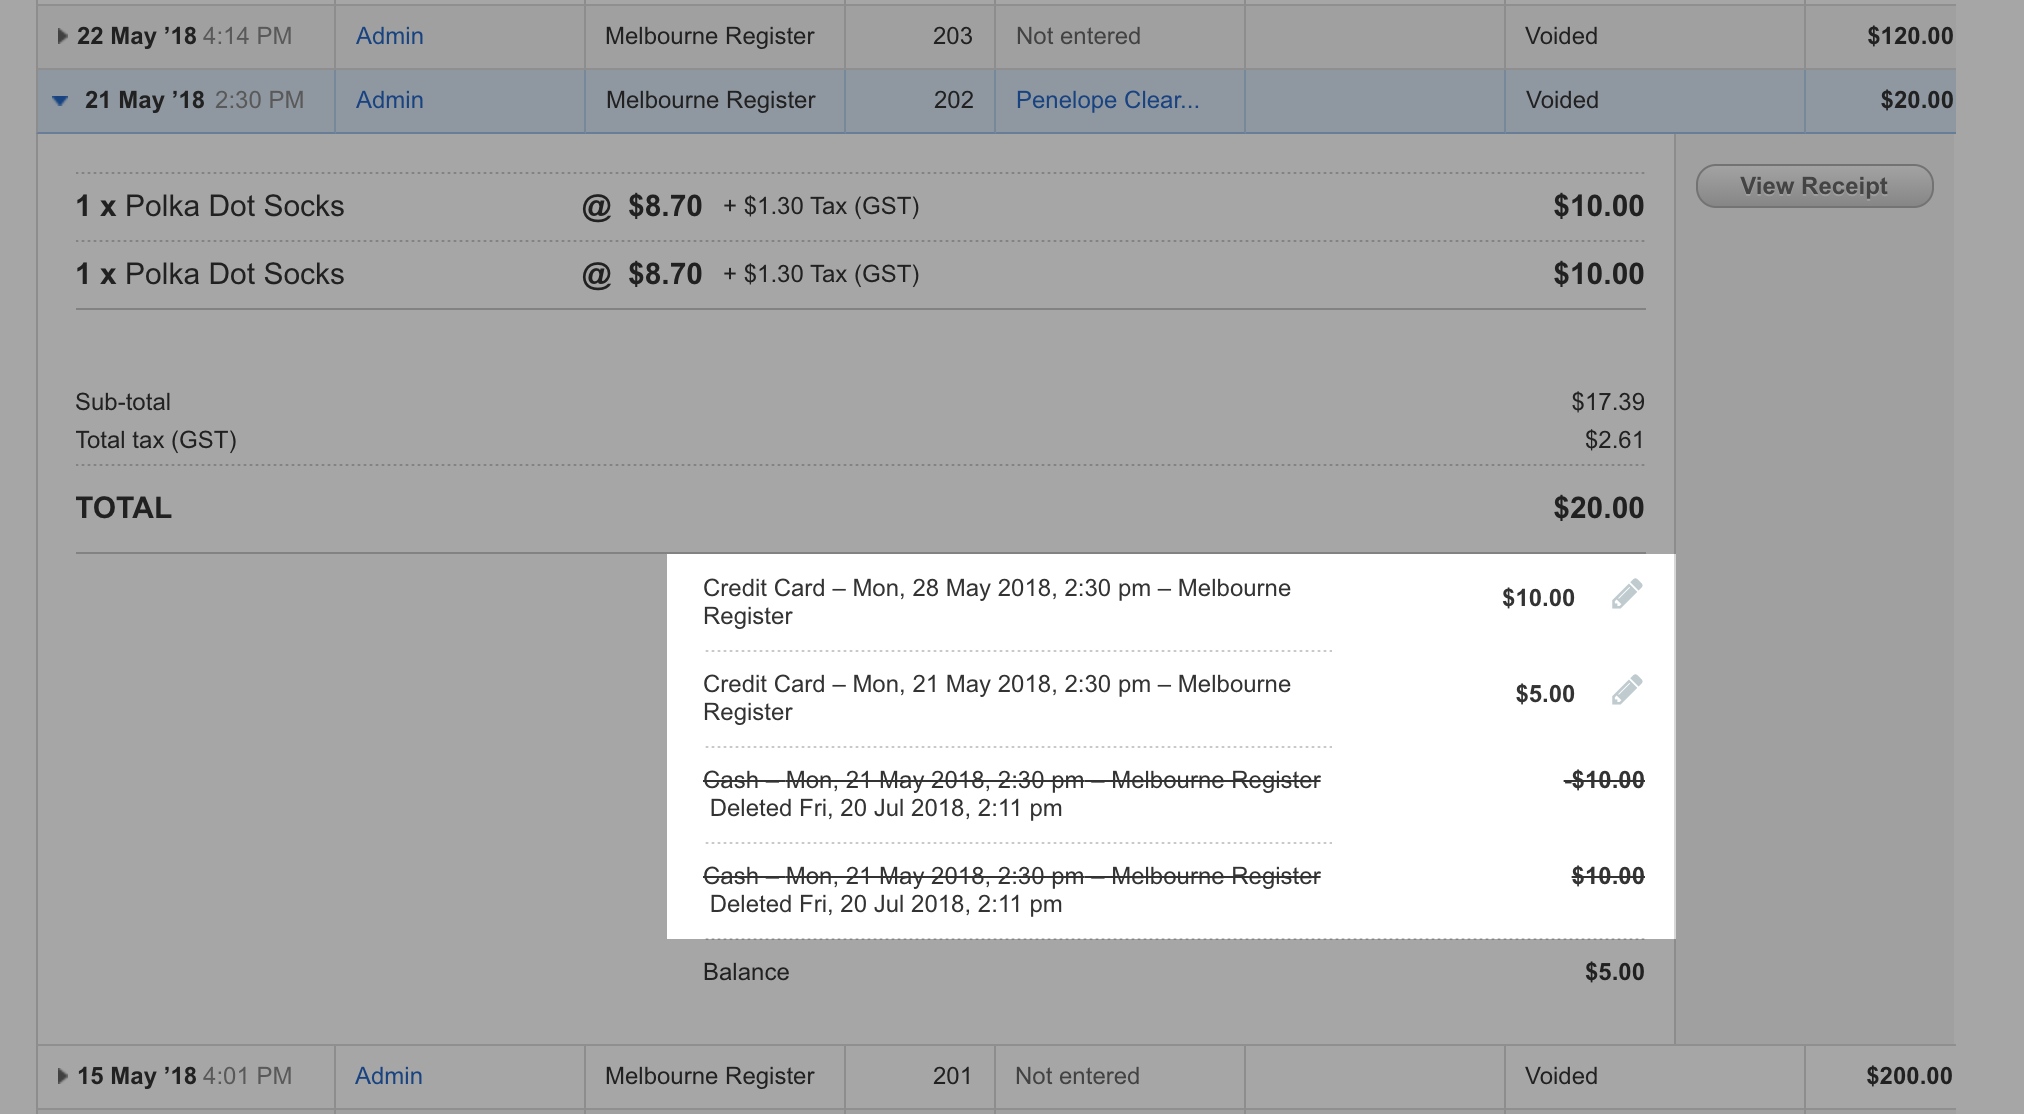 22 May ’18 4:14 PM Admin Melbourne Register 203 Not entered Voided $120.00
21 May ’18 2:30 PM Admin Melbourne Register 202 Penelope Clear... Voided $20.00
View Receipt
1 x Polka Dot Socks @ $8.70 + $1.30 Tax (GST) $10.00
1 x Polka Dot Socks @ $8.70 + $1.30 Tax (GST) $10.00
Sub-total $17.39
Total tax (GST) $2.61
TOTAL $20.00
Credit Card – Mon, 28 May 2018, 2:30 pm – Melbourne
Register $10.00
Credit Card – Mon, 21 May 2018, 2:30 pm – Melbourne
Register $5.00
Cash – Mon, 21 May 2018, 2:30 pm – Melbourne Register -$10.00
Deleted Fri, 20 Jul 2018, 2:11 pm
Cash – Mon, 21 May 2018, 2:30 pm – Melbourne Register $10.00
Deleted Fri, 20 Jul 2018, 2:11 pm
Balance $5.00
15 May ’18 4:01 PM Admin Melbourne Register 201 Not entered Voided $200.00